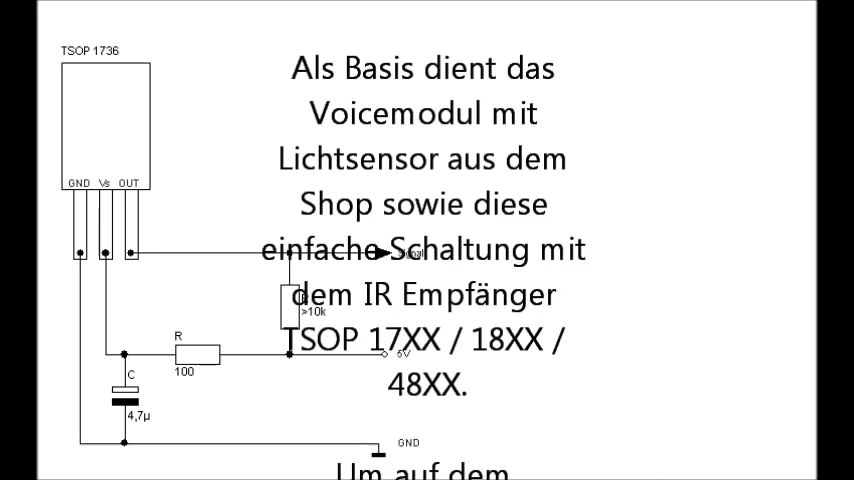 TSOP 1736
GND Vs OUT
Als Basis dient das
Voicemodul mit
Lichtsensor aus dem
Shop sowie diese
einfache Schaltung mit
dem IR Empfänger
TSOP 17XX / 18XX /
48XX.
Um auf dem
>10k
R
100
5V
C
4,7µ
GND